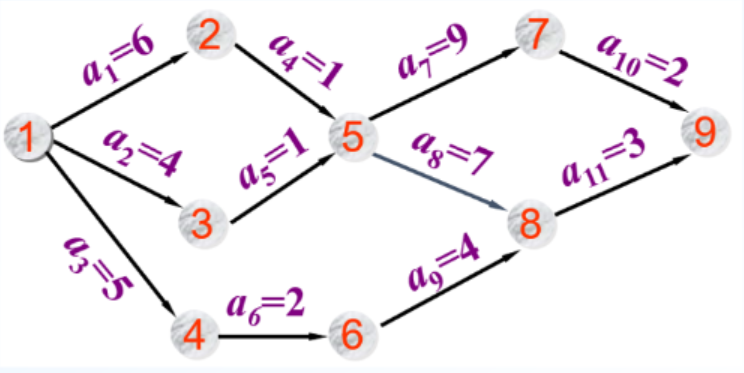 2
7
a₁=6
a₄=1
a₇=9
a₁₀=2
1
a₂=4
5
9
a₅=1
a₈=7
a₁₁=3
3
8
a₃=5
a₉=4
a₆=2
4
6